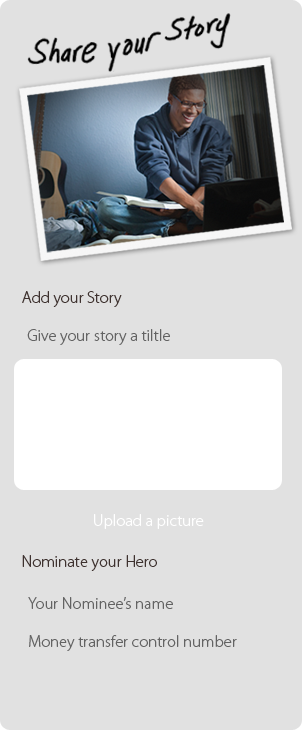 Share your Story
Add your Story
Give your story a tiltle
Upload a picture
Nominate your Hero
Your Nominee's name
Money transfer control number